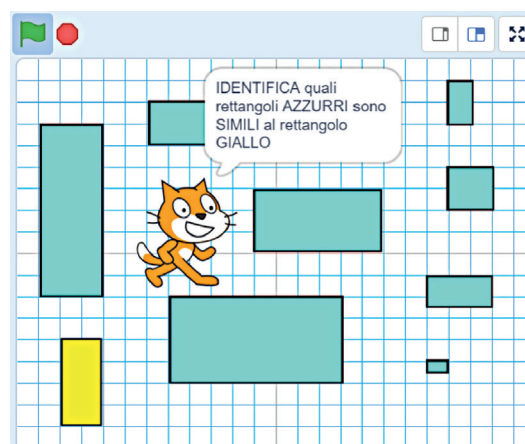 IDENTIFICA quali
rettangoli AZZURRI sono
SIMILI al rettangolo
GIALLO